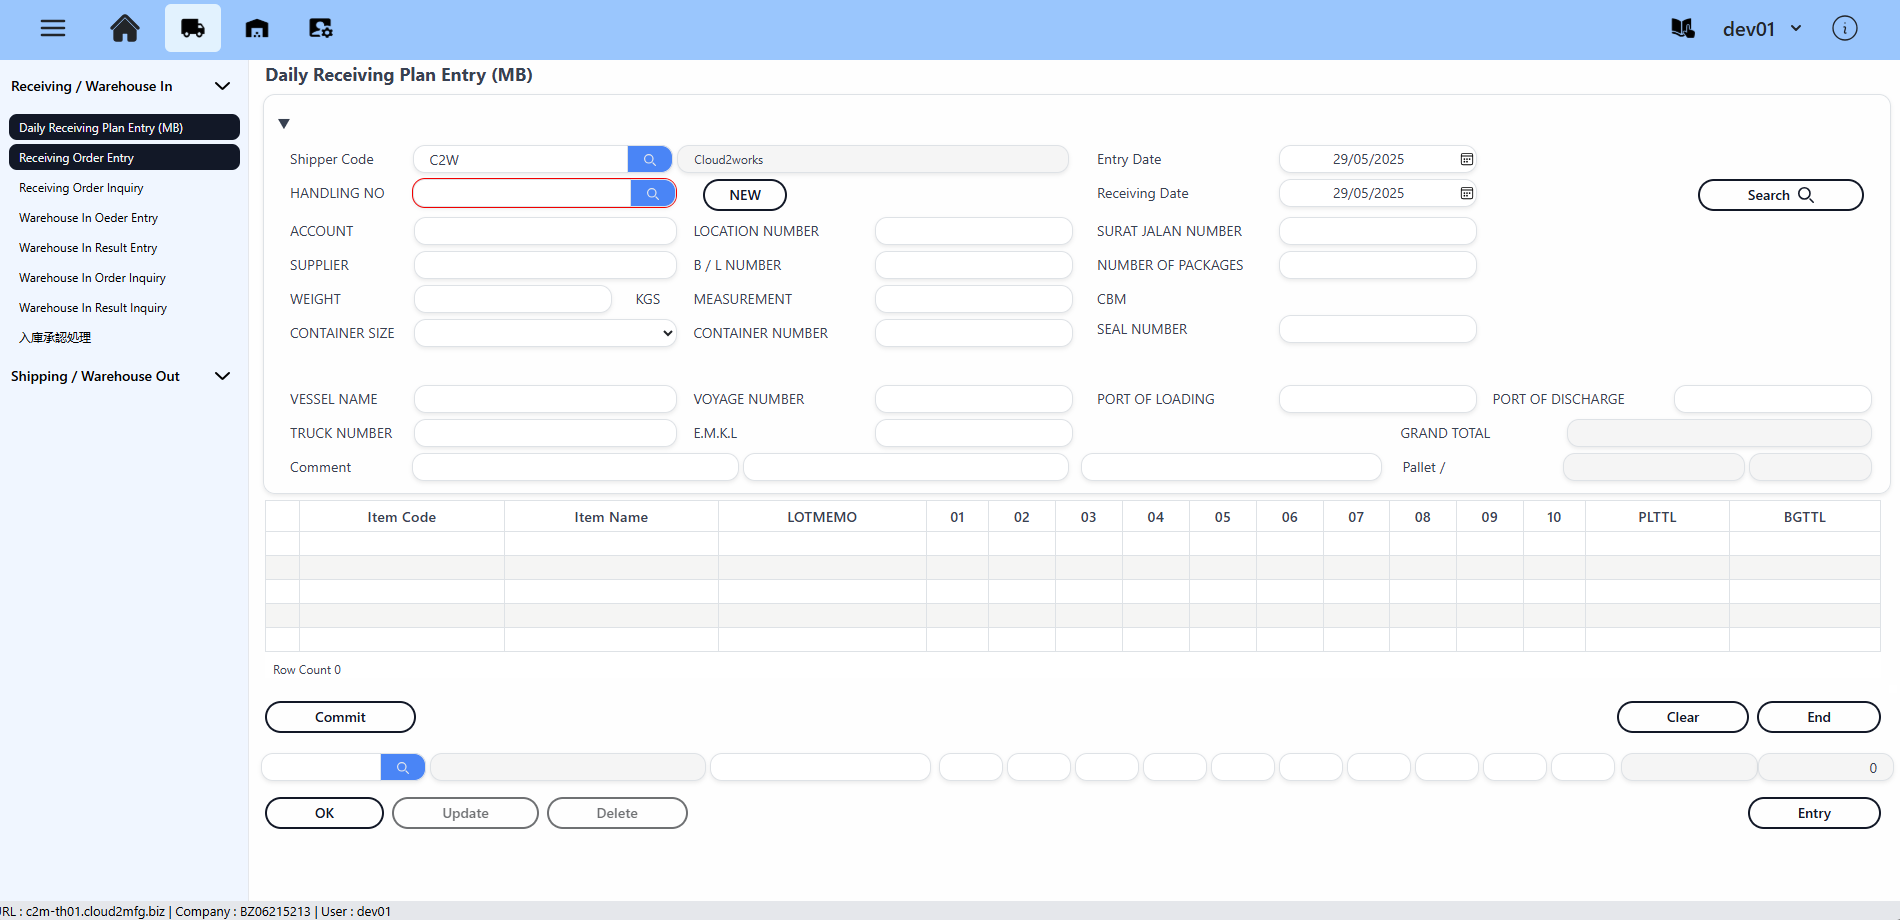 dev01
Receiving / Warehouse In
Daily Receiving Plan Entry (MB)
Receiving Order Entry
Receiving Order Inquiry
Warehouse In Oeder Entry
Warehouse In Result Entry
Warehouse In Order Inquiry
Warehouse In Result Inquiry
入庫承認処理
Shipping / Warehouse Out
Daily Receiving Plan Entry (MB)
Shipper Code C2W Cloud2works Entry Date 29/05/2025
HANDLING NO NEW Receiving Date 29/05/2025 Search
ACCOUNT LOCATION NUMBER SURAT JALAN NUMBER
SUPPLIER B / L NUMBER NUMBER OF PACKAGES
WEIGHT KGS MEASUREMENT CBM
CONTAINER SIZE CONTAINER NUMBER SEAL NUMBER
VESSEL NAME VOYAGE NUMBER PORT OF LOADING PORT OF DISCHARGE
TRUCK NUMBER E.M.K.L GRAND TOTAL
Comment Pallet /
Item Code Item Name LOTMEMO 01 02 03 04 05 06 07 08 09 10 PLTTL BGTTL
Row Count 0
Commit Clear End
0
OK Update Delete Entry
RL : c2m-th01.cloud2mfg.biz | Company : BZ06215213 | User : dev01